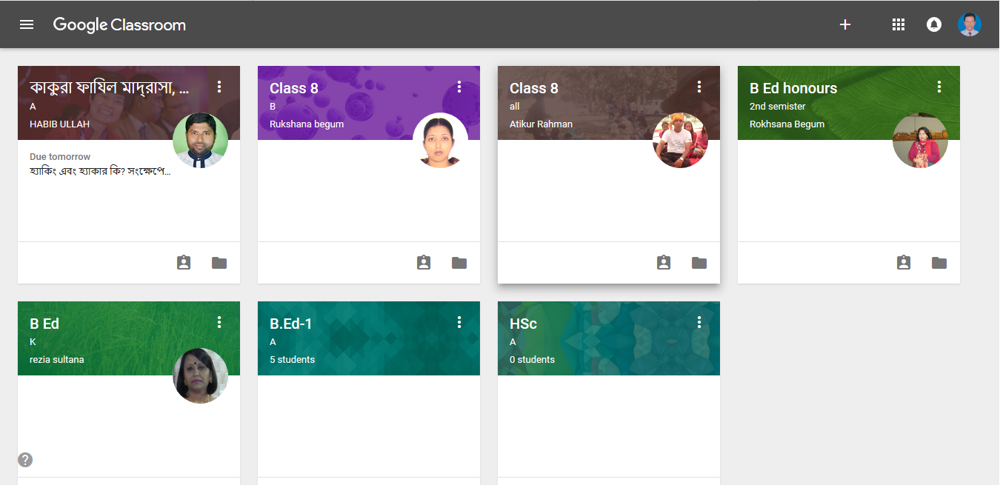 Google Classroom
কাকুরা ফাযিল মাদ্রাসা, ...
A
HABIB ULLAH
Due tomorrow
হ্যাকিং এবং হ্যাকার কি? সংক্ষেপে...
Class 8
B
Rukshana begum
Class 8
all
Atikur Rahman
B Ed honours
2nd semister
Rokhsana Begum
B Ed
K
rezia sultana
B.Ed-1
A
5 students
HSc
A
0 students
?